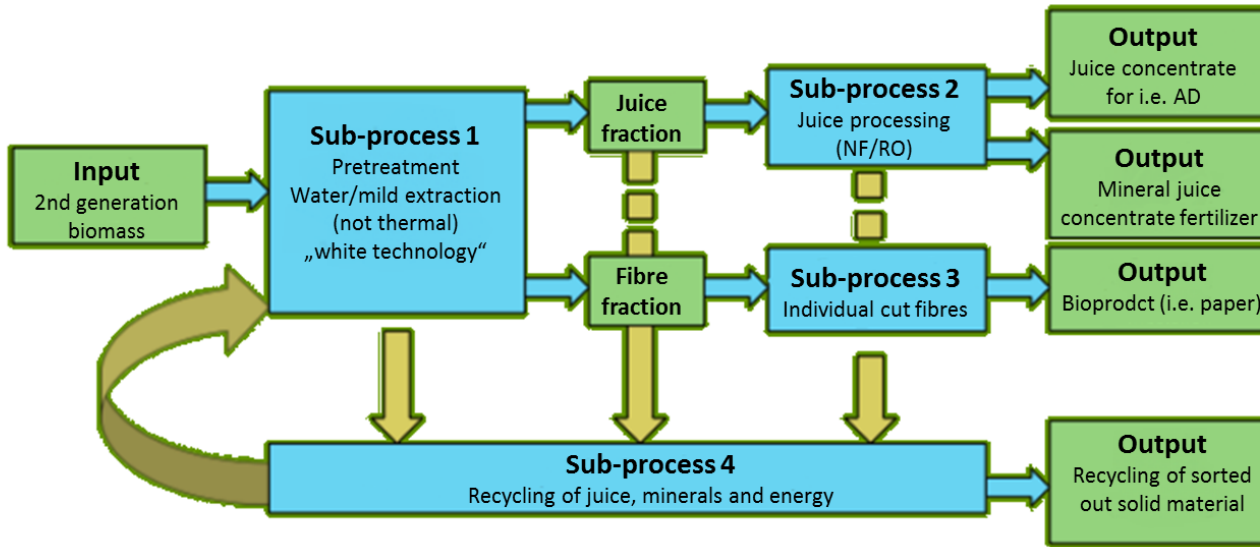 Input
2nd generation
biomass
Sub-process 1
Pretreatment
Water/mild extraction
(not thermal)
„white technology“
Juice
fraction
Fibre
fraction
Sub-process 2
Juice processing
(NF/RO)
Sub-process 3
Individual cut fibres
Output
Juice concentrate
for i.e. AD
Output
Mineral juice
concentrate fertilizer
Output
Bioprodct (i.e. paper)
Sub-process 4
Recycling of juice, minerals and energy
Output
Recycling of sorted
out solid material